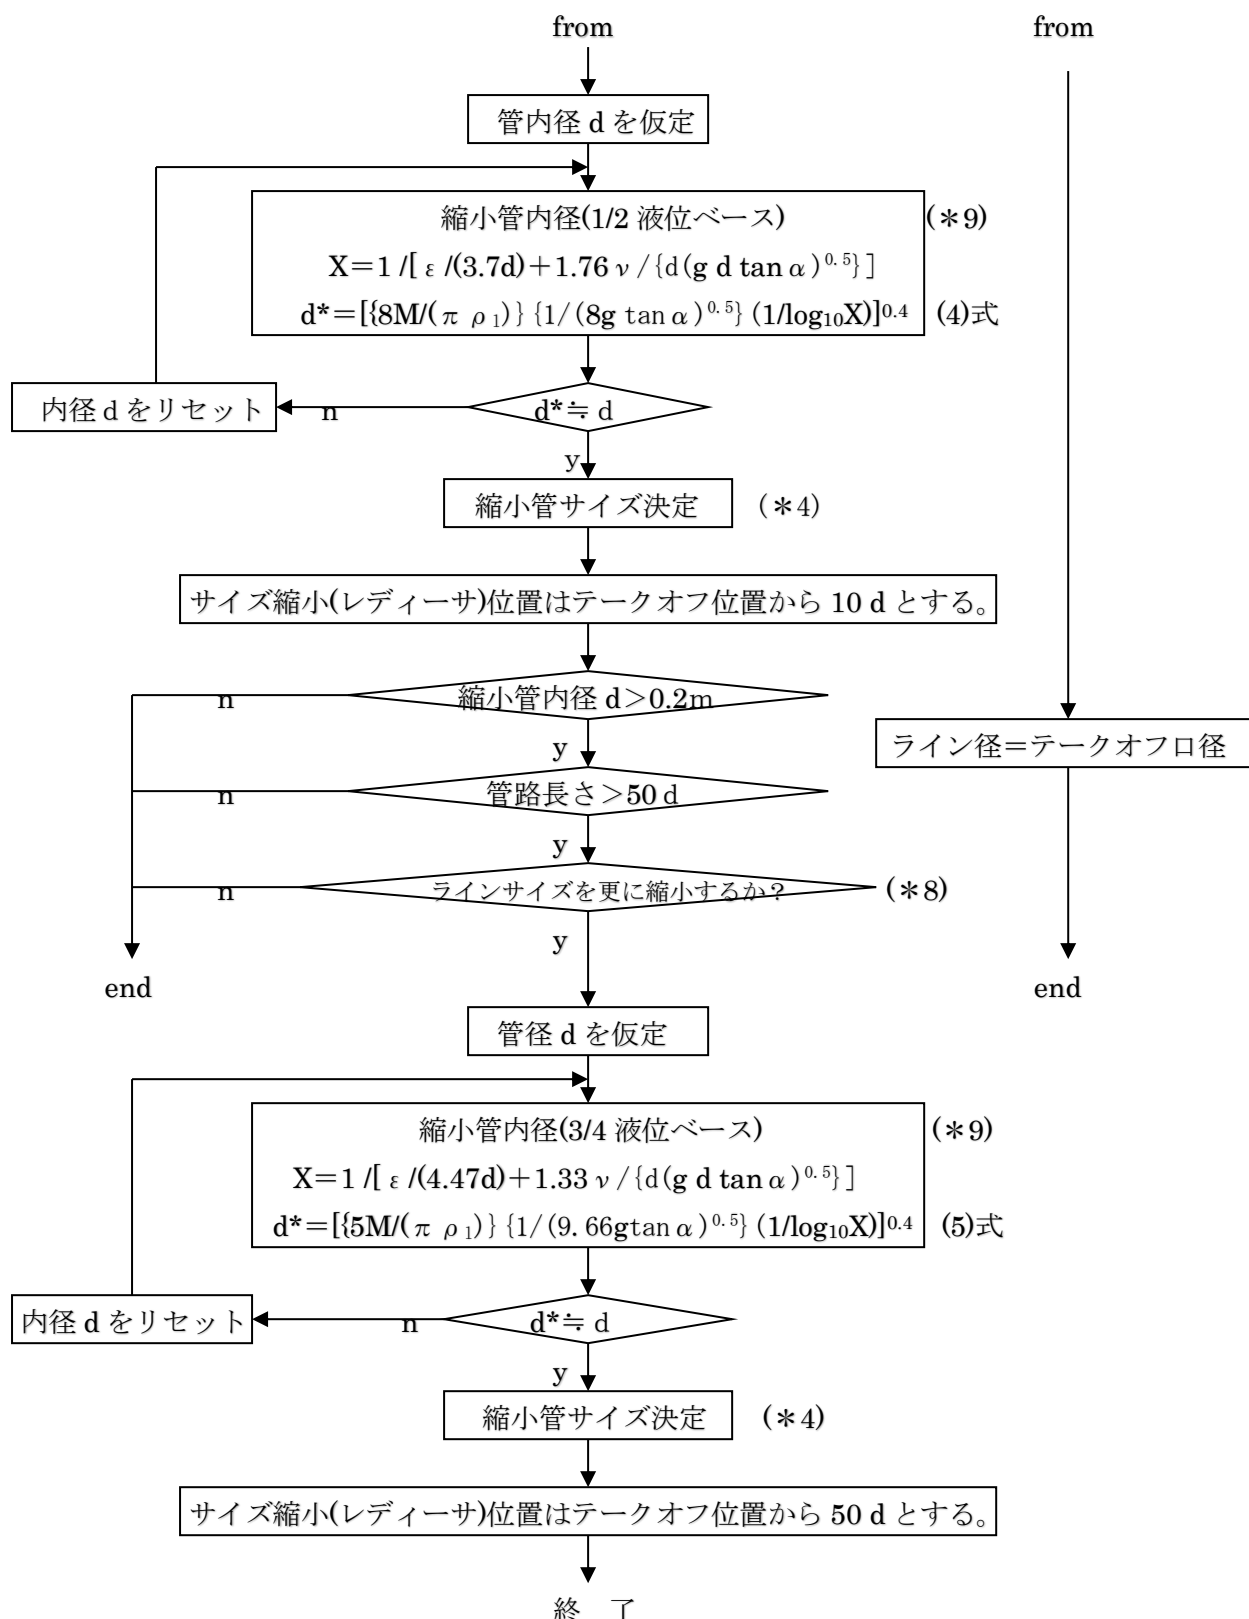 from
from
管内径 d を仮定
縮小管内径(1/2 液位ベース)
(＊9)
X＝1 /[ ε /(3.7d)＋1.76 ν / {d (g d tan α)^0.5} ]
d*＝[{8M/(π ρ₁)} {1/(8g tan α)^0.5} (1/log₁₀X)]^0.4
(4)式
内径 d をリセット
n
d*≒ d
y
縮小管サイズ決定
(＊4)
サイズ縮小(レディーサ)位置はテークオフ位置から 10 d とする。
n
縮小管内径 d＞0.2m
ライン径＝テークオフ口径
y
n
管路長さ＞50 d
y
n
ラインサイズを更に縮小するか？
(＊8)
y
end
end
管径 d を仮定
縮小管内径(3/4 液位ベース)
(＊9)
X＝1 /[ ε /(4.47d)＋1.33 ν / {d (g d tan α)^0.5} ]
d*＝[{5M/(π ρ₁)} {1/(9.66gtan α)^0.5} (1/log₁₀X)]^0.4
(5)式
内径 d をリセット
n
d*≒ d
y
縮小管サイズ決定
(＊4)
サイズ縮小(レディーサ)位置はテークオフ位置から 50 d とする。
終 了